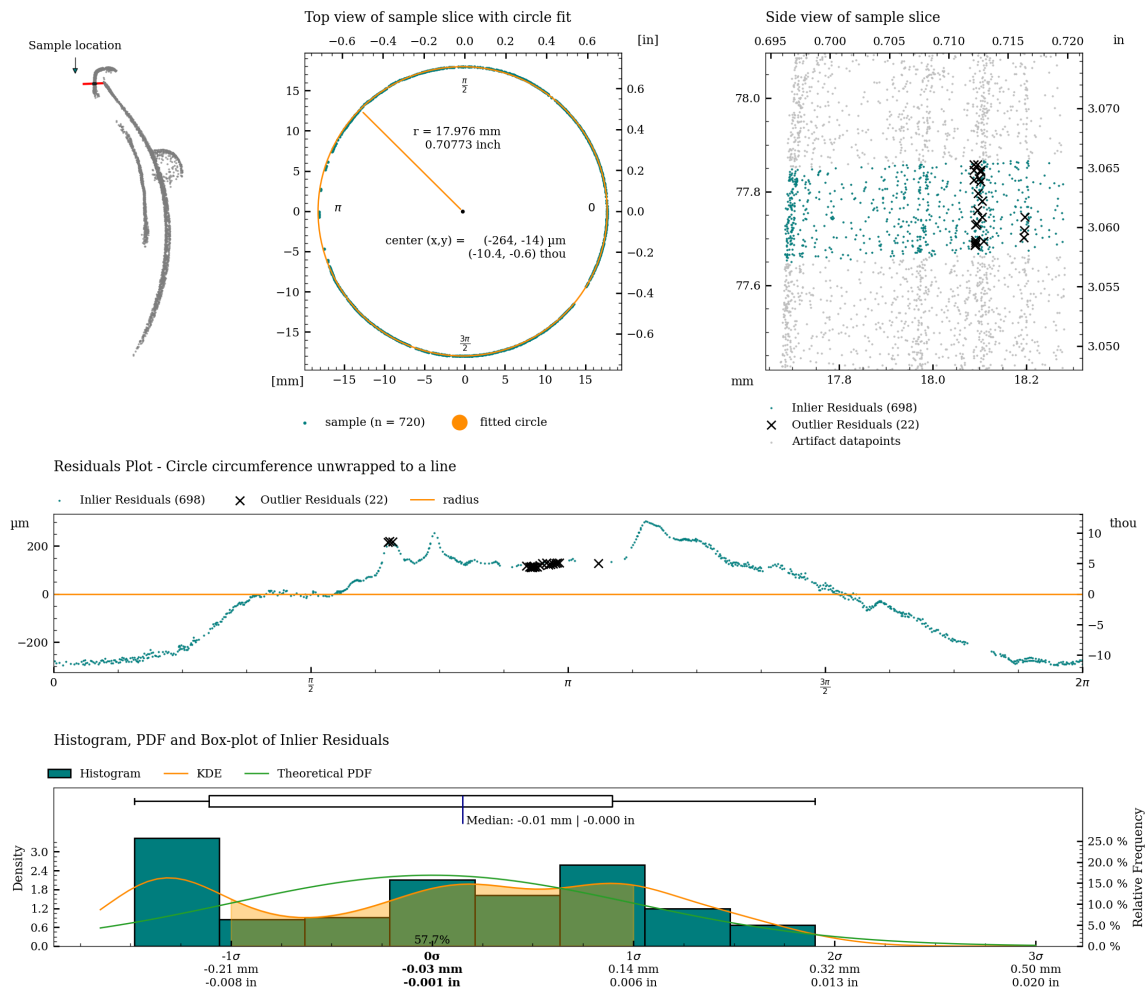 Sample location
Top view of sample slice with circle fit
−0.6 −0.4 −0.2 0.0 0.2 0.4 0.6 [in]
15
10
5
0
−5
−10
−15
0.6
0.4
0.2
0.0
−0.2
−0.4
−0.6
π/2
r = 17.976 mm
0.70773 inch
π
0
center (x,y) = (-264, -14) μm
(-10.4, -0.6) thou
3π/2
[mm] −15 −10 −5 0 5 10 15
sample (n = 720) fitted circle
Side view of sample slice
0.695 0.700 0.705 0.710 0.715 0.720 in
78.0
77.8
77.6
3.070
3.065
3.060
3.055
3.050
mm 17.8 18.0 18.2
Inlier Residuals (698)
Outlier Residuals (22)
Artifact datapoints
Residuals Plot - Circle circumference unwrapped to a line
Inlier Residuals (698) Outlier Residuals (22) radius
μm
200
0
−200
thou
10
5
0
−5
−10
0 π/2 π 3π/2 2π
Histogram, PDF and Box-plot of Inlier Residuals
Histogram KDE Theoretical PDF
Median: -0.01 mm | -0.000 in
Density
3.0
2.4
1.8
1.2
0.6
0.0
Relative Frequency
25.0 %
20.0 %
15.0 %
10.0 %
5.0 %
0.0 %
57.7%
-1σ 0σ 1σ 2σ 3σ
-0.21 mm -0.03 mm 0.14 mm 0.32 mm 0.50 mm
-0.008 in -0.001 in 0.006 in 0.013 in 0.020 in